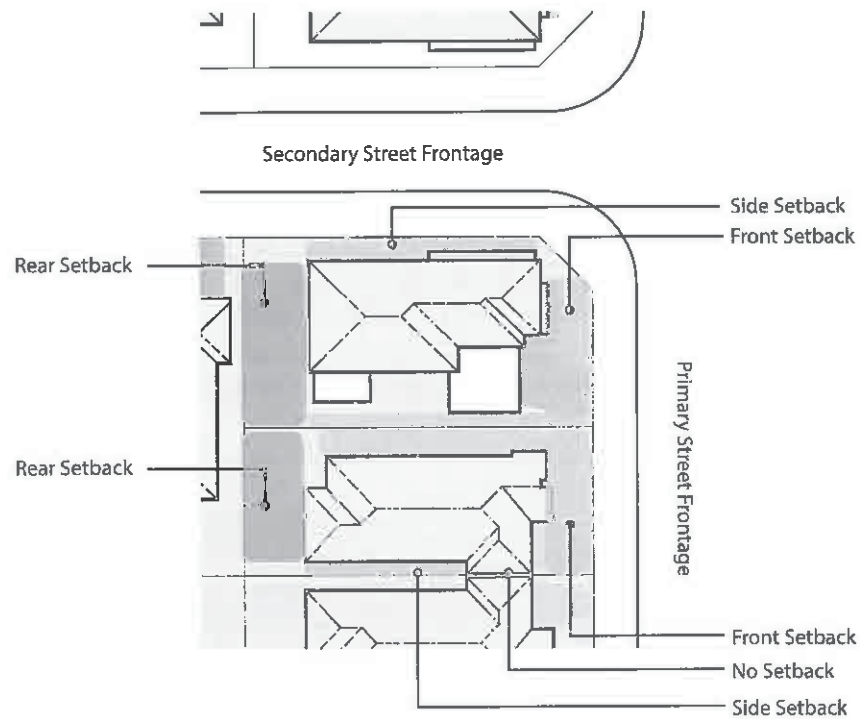 Secondary Street Frontage
Side Setback
Front Setback
Rear Setback
Primary Street Frontage
Rear Setback
Front Setback
No Setback
Side Setback